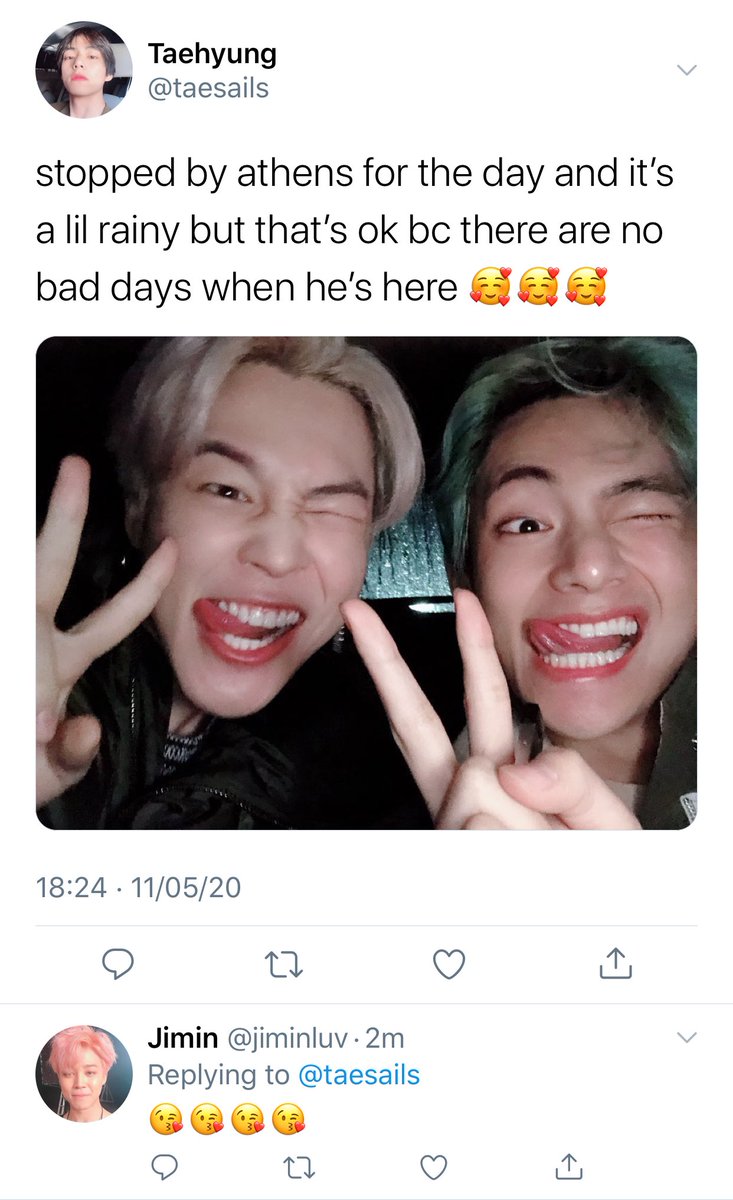 Taehyung
@taesails
stopped by athens for the day and it’s
a lil rainy but that’s ok bc there are no
bad days when he’s here 🥰🥰🥰
18:24 · 11/05/20
Jimin @jiminluv · 2m
Replying to @taesails
😘😘😘😘